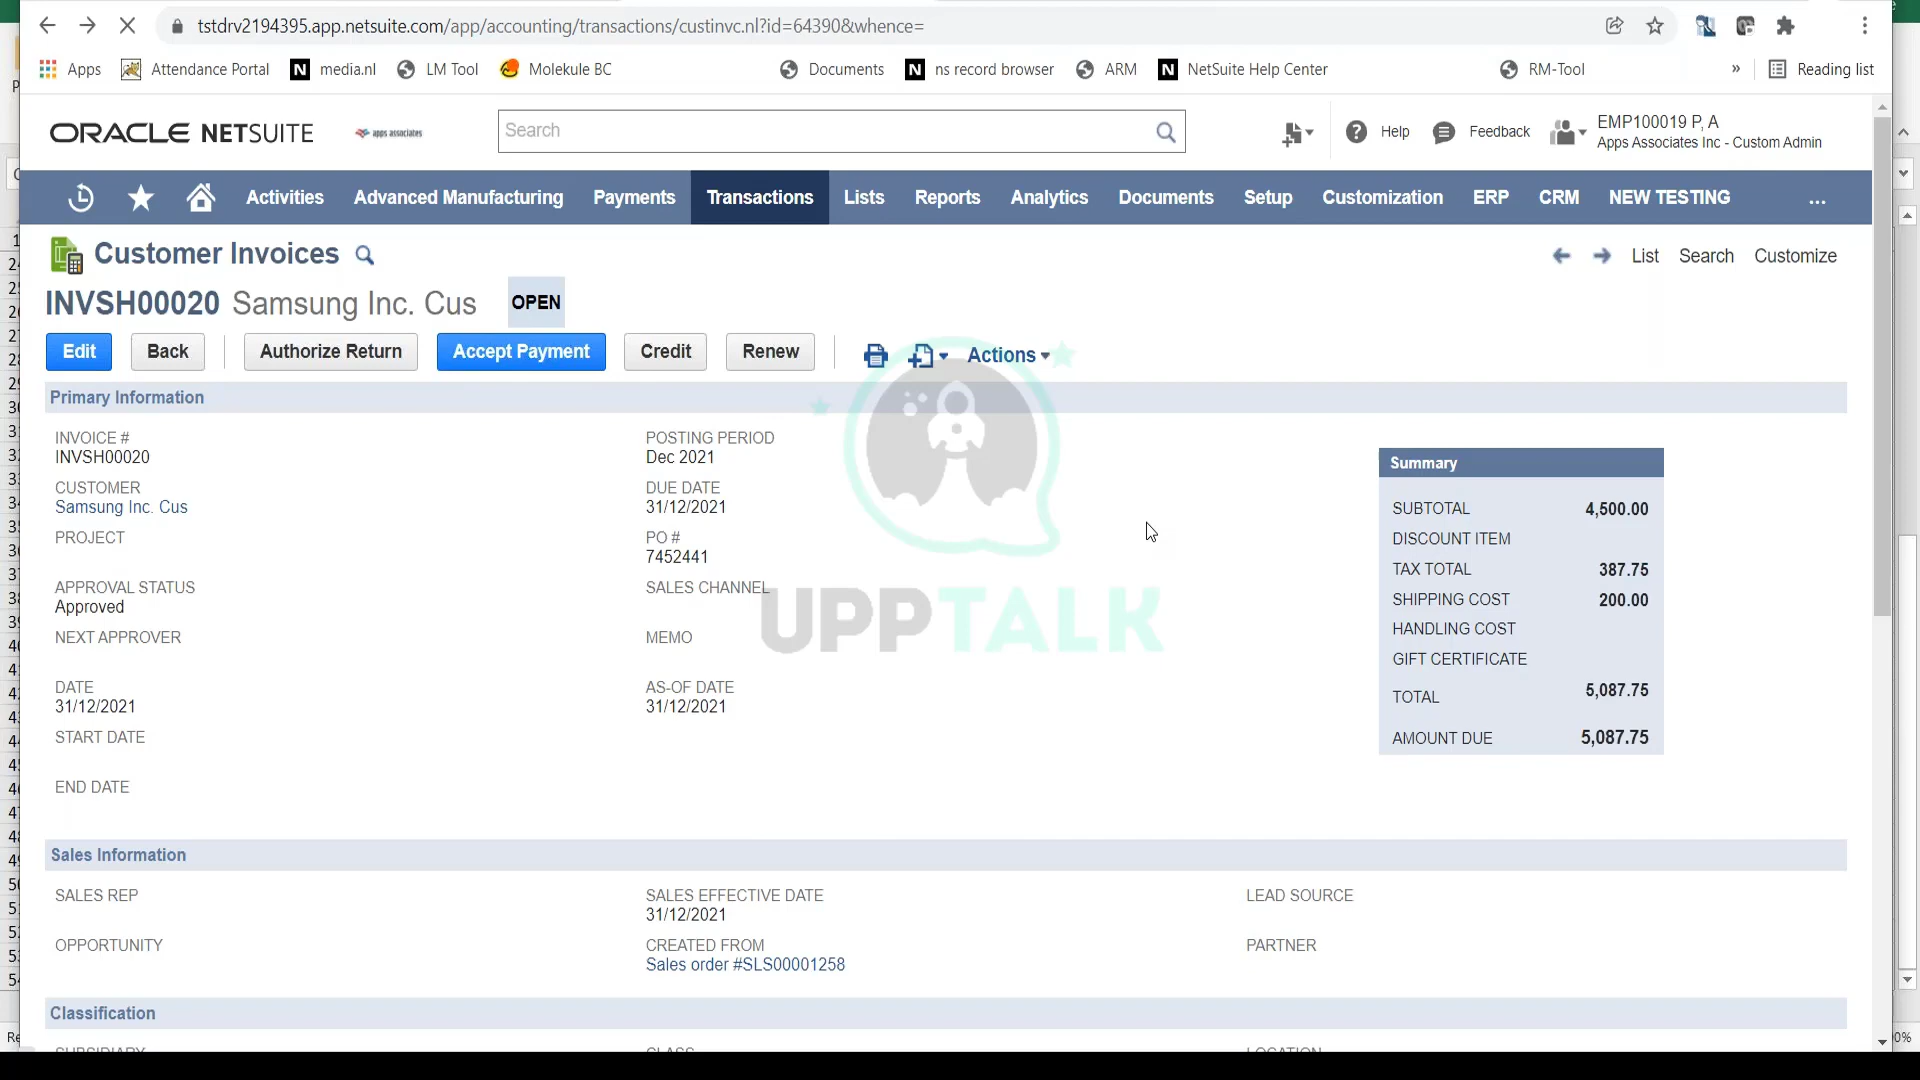 tstdrv2194395.app.netsuite.com/app/accounting/transactions/custinvc.nl?id=64390&whence=
Apps Attendance Portal media.nl LM Tool Molekule BC Documents ns record browser ARM NetSuite Help Center RM-Tool » Reading list
ORACLE NETSUITE apps associates Search Help Feedback EMP100019 P, A
Apps Associates Inc - Custom Admin
Activities Advanced Manufacturing Payments Transactions Lists Reports Analytics Documents Setup Customization ERP CRM NEW TESTING ...
Customer Invoices List Search Customize
INVSH00020 Samsung Inc. Cus OPEN
Edit Back Authorize Return Accept Payment Credit Renew Actions
Primary Information
INVOICE #
INVSH00020
CUSTOMER
Samsung Inc. Cus
PROJECT
APPROVAL STATUS
Approved
NEXT APPROVER
DATE
31/12/2021
START DATE
END DATE
POSTING PERIOD
Dec 2021
DUE DATE
31/12/2021
PO #
7452441
SALES CHANNEL
MEMO
AS-OF DATE
31/12/2021
UPPTALK
Summary
SUBTOTAL 4,500.00
DISCOUNT ITEM
TAX TOTAL 387.75
SHIPPING COST 200.00
HANDLING COST
GIFT CERTIFICATE
TOTAL 5,087.75
AMOUNT DUE 5,087.75
Sales Information
SALES REP
OPPORTUNITY
SALES EFFECTIVE DATE
31/12/2021
CREATED FROM
Sales order #SLS00001258
LEAD SOURCE
PARTNER
Classification
SUBSIDIARY CLASS LOCATION